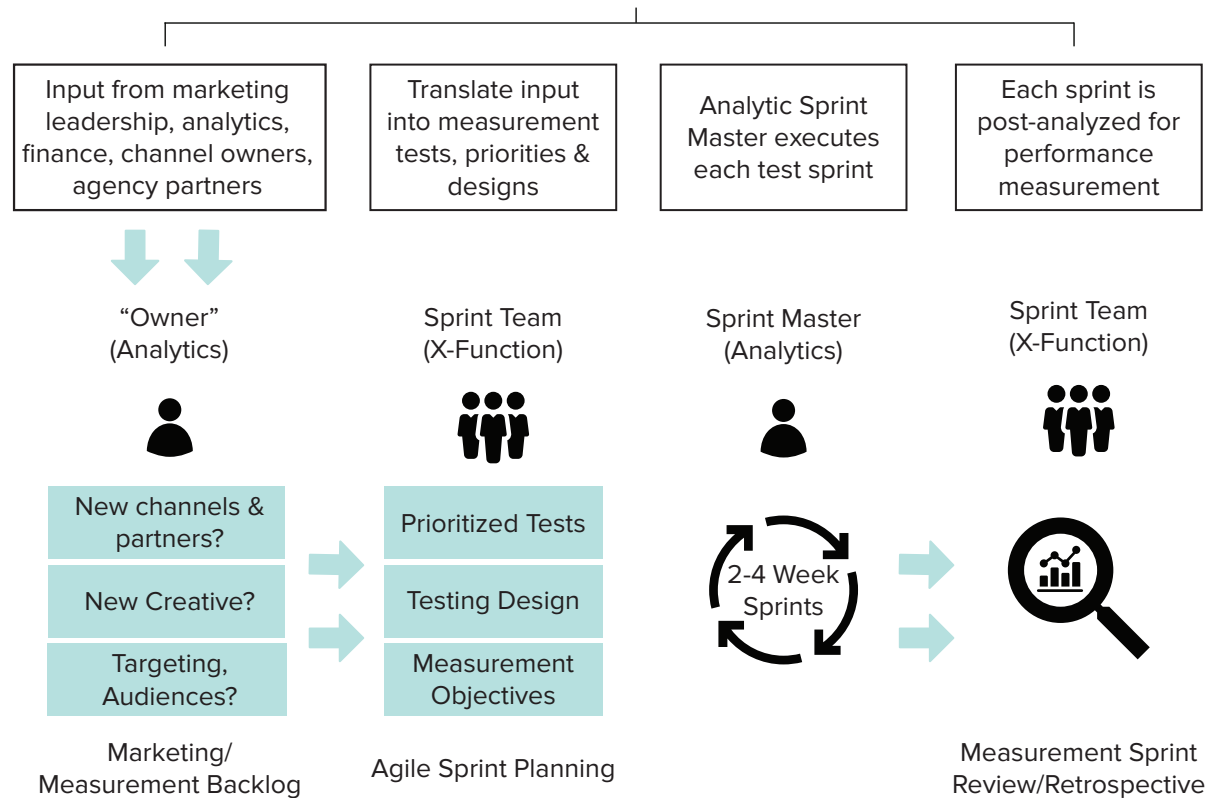 Input from marketing
leadership, analytics,
finance, channel owners,
agency partners
Translate input
into measurement
tests, priorities &
designs
Analytic Sprint
Master executes
each test sprint
Each sprint is
post-analyzed for
performance
measurement
“Owner”
(Analytics)
Sprint Team
(X-Function)
Sprint Master
(Analytics)
Sprint Team
(X-Function)
New channels &
partners?
New Creative?
Targeting,
Audiences?
Prioritized Tests
Testing Design
Measurement
Objectives
2-4 Week
Sprints
Marketing/
Measurement Backlog
Agile Sprint Planning
Measurement Sprint
Review/Retrospective